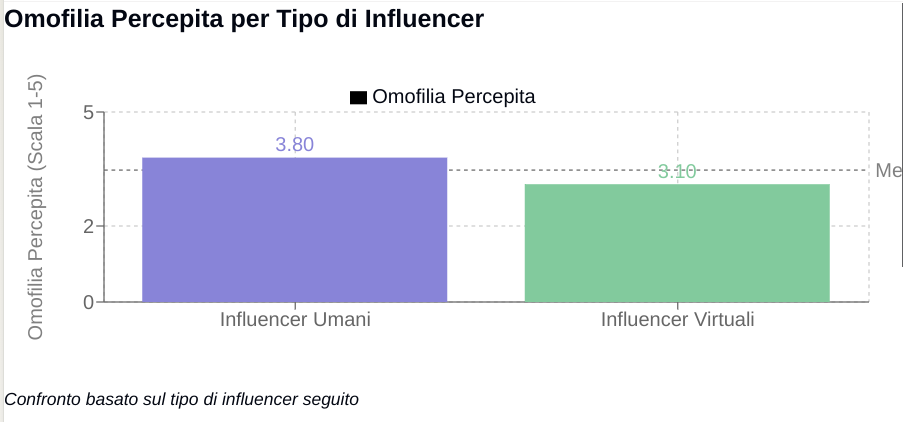 Omofilia Percepita per Tipo di Influencer
Omofilia Percepita
Omofilia Percepita (Scala 1-5)
5
2
0
3.80
3.10
Me
Influencer Umani
Influencer Virtuali
Confronto basato sul tipo di influencer seguito